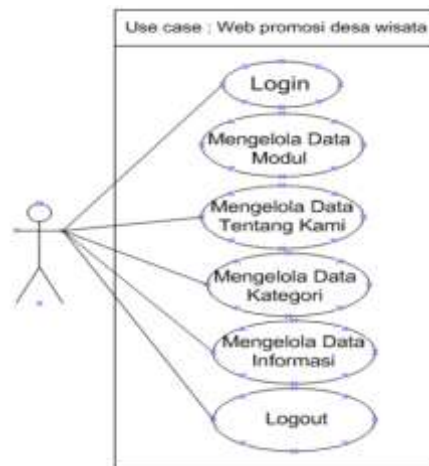 Use case : Web promosi desa wisata
Login
Mengelola Data
Modul
Mengelola Data
Tentang Kami
Mengelola Data
Kategori
Mengelola Data
Informasi
Logout